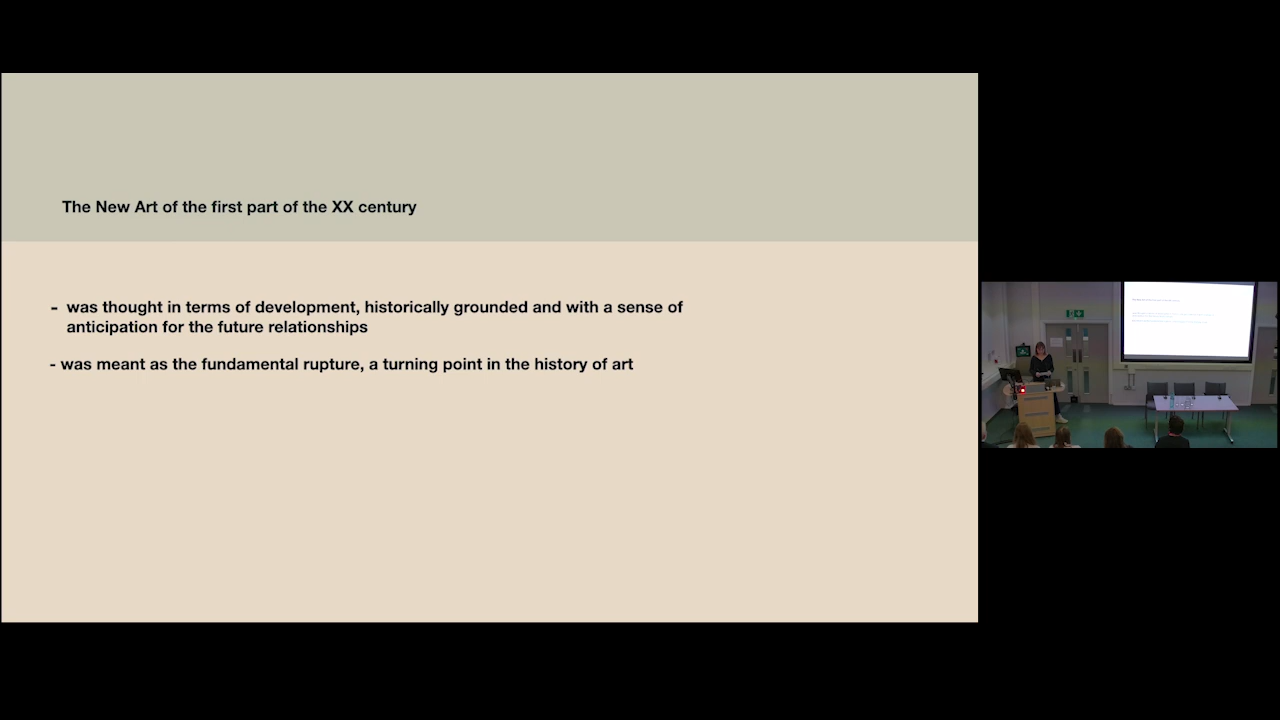 The New Art of the first part of the XX century
- was thought in terms of development, historically grounded and with a sense of
anticipation for the future relationships
- was meant as the fundamental rupture, a turning point in the history of art